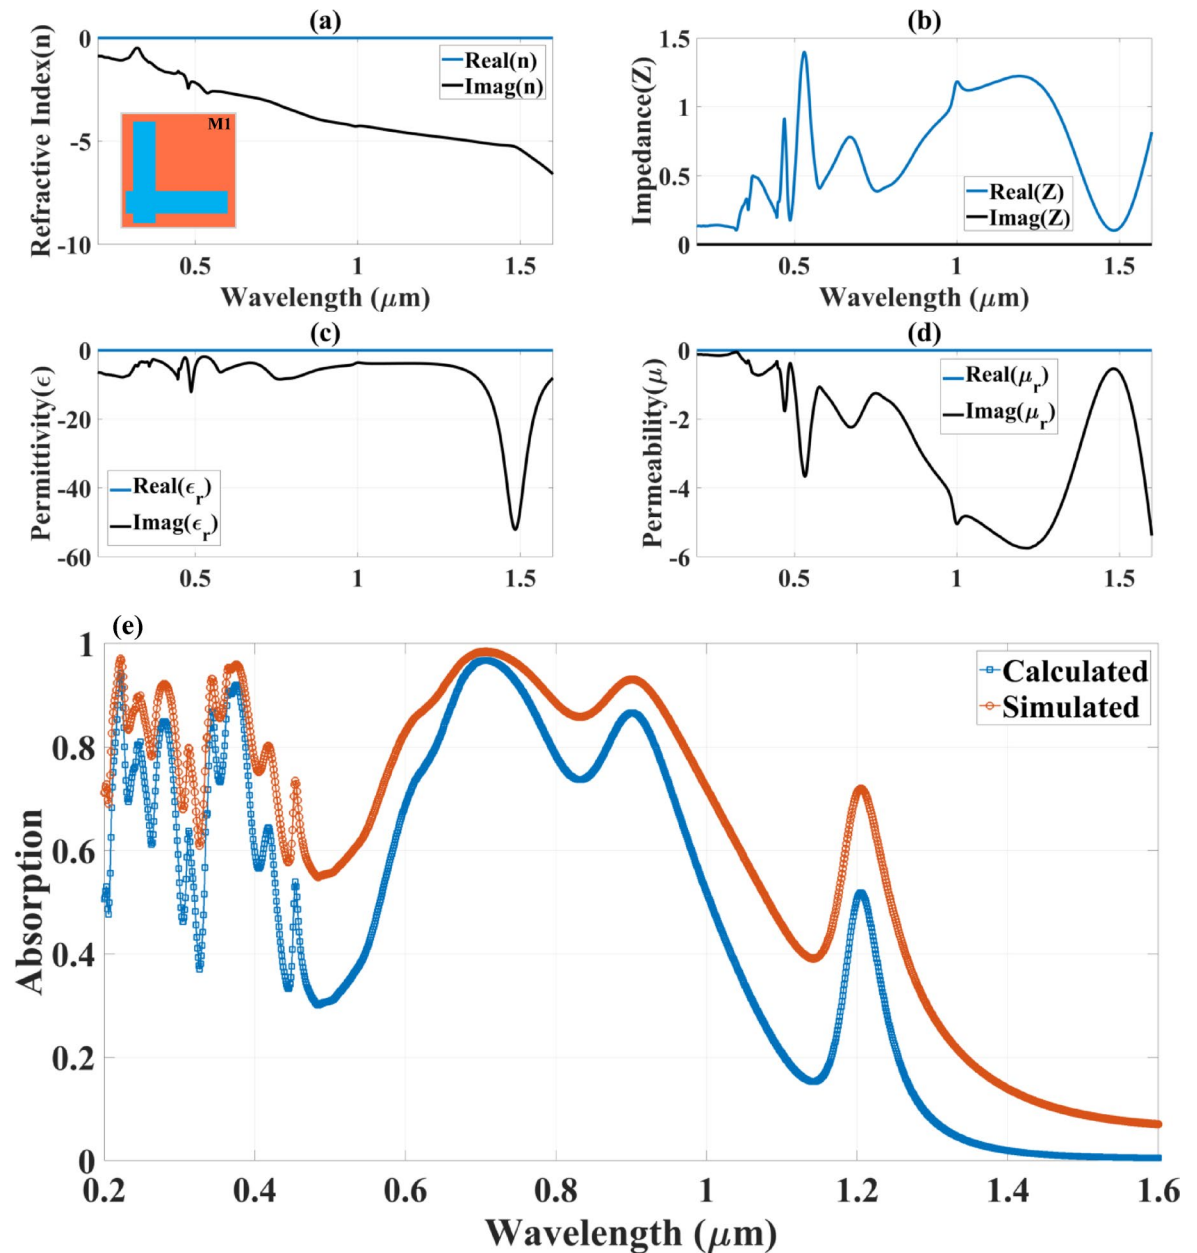 (a)
Refractive Index(n)
0
-5
-10
Real(n)
Imag(n)
M1
0.5
1
1.5
Wavelength (μm)
(b)
Impedance(Z)
1.5
1
0.5
0
Real(Z)
Imag(Z)
0.5
1
1.5
Wavelength (μm)
(c)
Permittivity(ϵ)
0
-20
-40
-60
Real(ϵr)
Imag(ϵr)
0.5
1
1.5
(d)
Permeability(μ)
0
-2
-4
-6
Real(μr)
Imag(μr)
0.5
1
1.5
(e)
Absorption
1
0.8
0.6
0.4
0.2
0
Calculated
Simulated
0.2
0.4
0.6
0.8
1
1.2
1.4
1.6
Wavelength (μm)